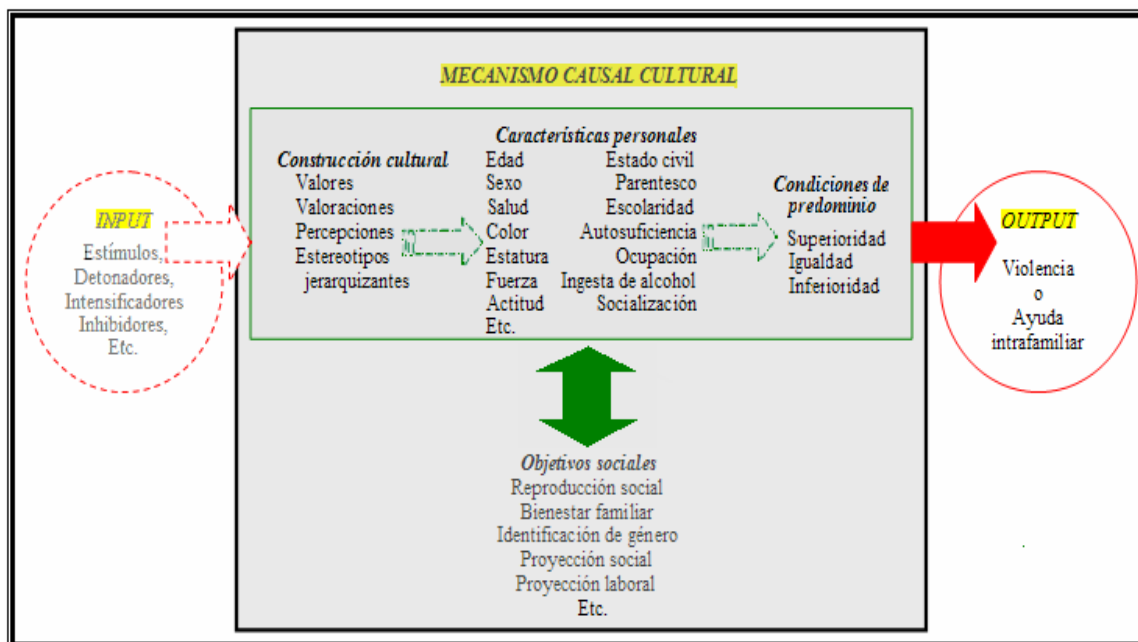 MECANISMO CAUSAL CULTURAL
INPUT
Estímulos,
Detonadores,
Intensificadores
Inhibidores,
Etc.
Construcción cultural
Valores
Valoraciones
Percepciones
Estereotipos
jerarquizantes
Características personales
Edad
Sexo
Salud
Color
Estatura
Fuerza
Actitud
Etc.
Estado civil
Parentesco
Escolaridad
Autosuficiencia
Ocupación
Ingesta de alcohol
Socialización
Condiciones de
predominio
Superioridad
Igualdad
Inferioridad
OUTPUT
Violencia
o
Ayuda
intrafamiliar
Objetivos sociales
Reproducción social
Bienestar familiar
Identificación de género
Proyección social
Proyección laboral
Etc.